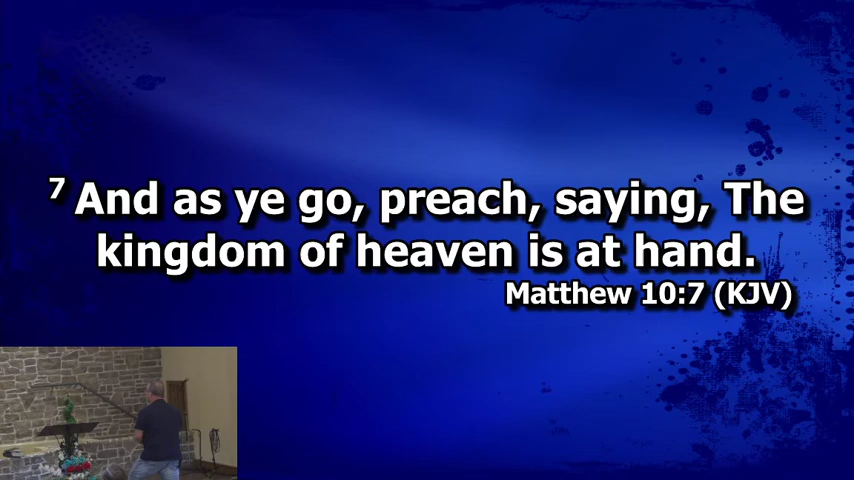 7 And as ye go, preach, saying, The
kingdom of heaven is at hand.
Matthew 10:7 (KJV)